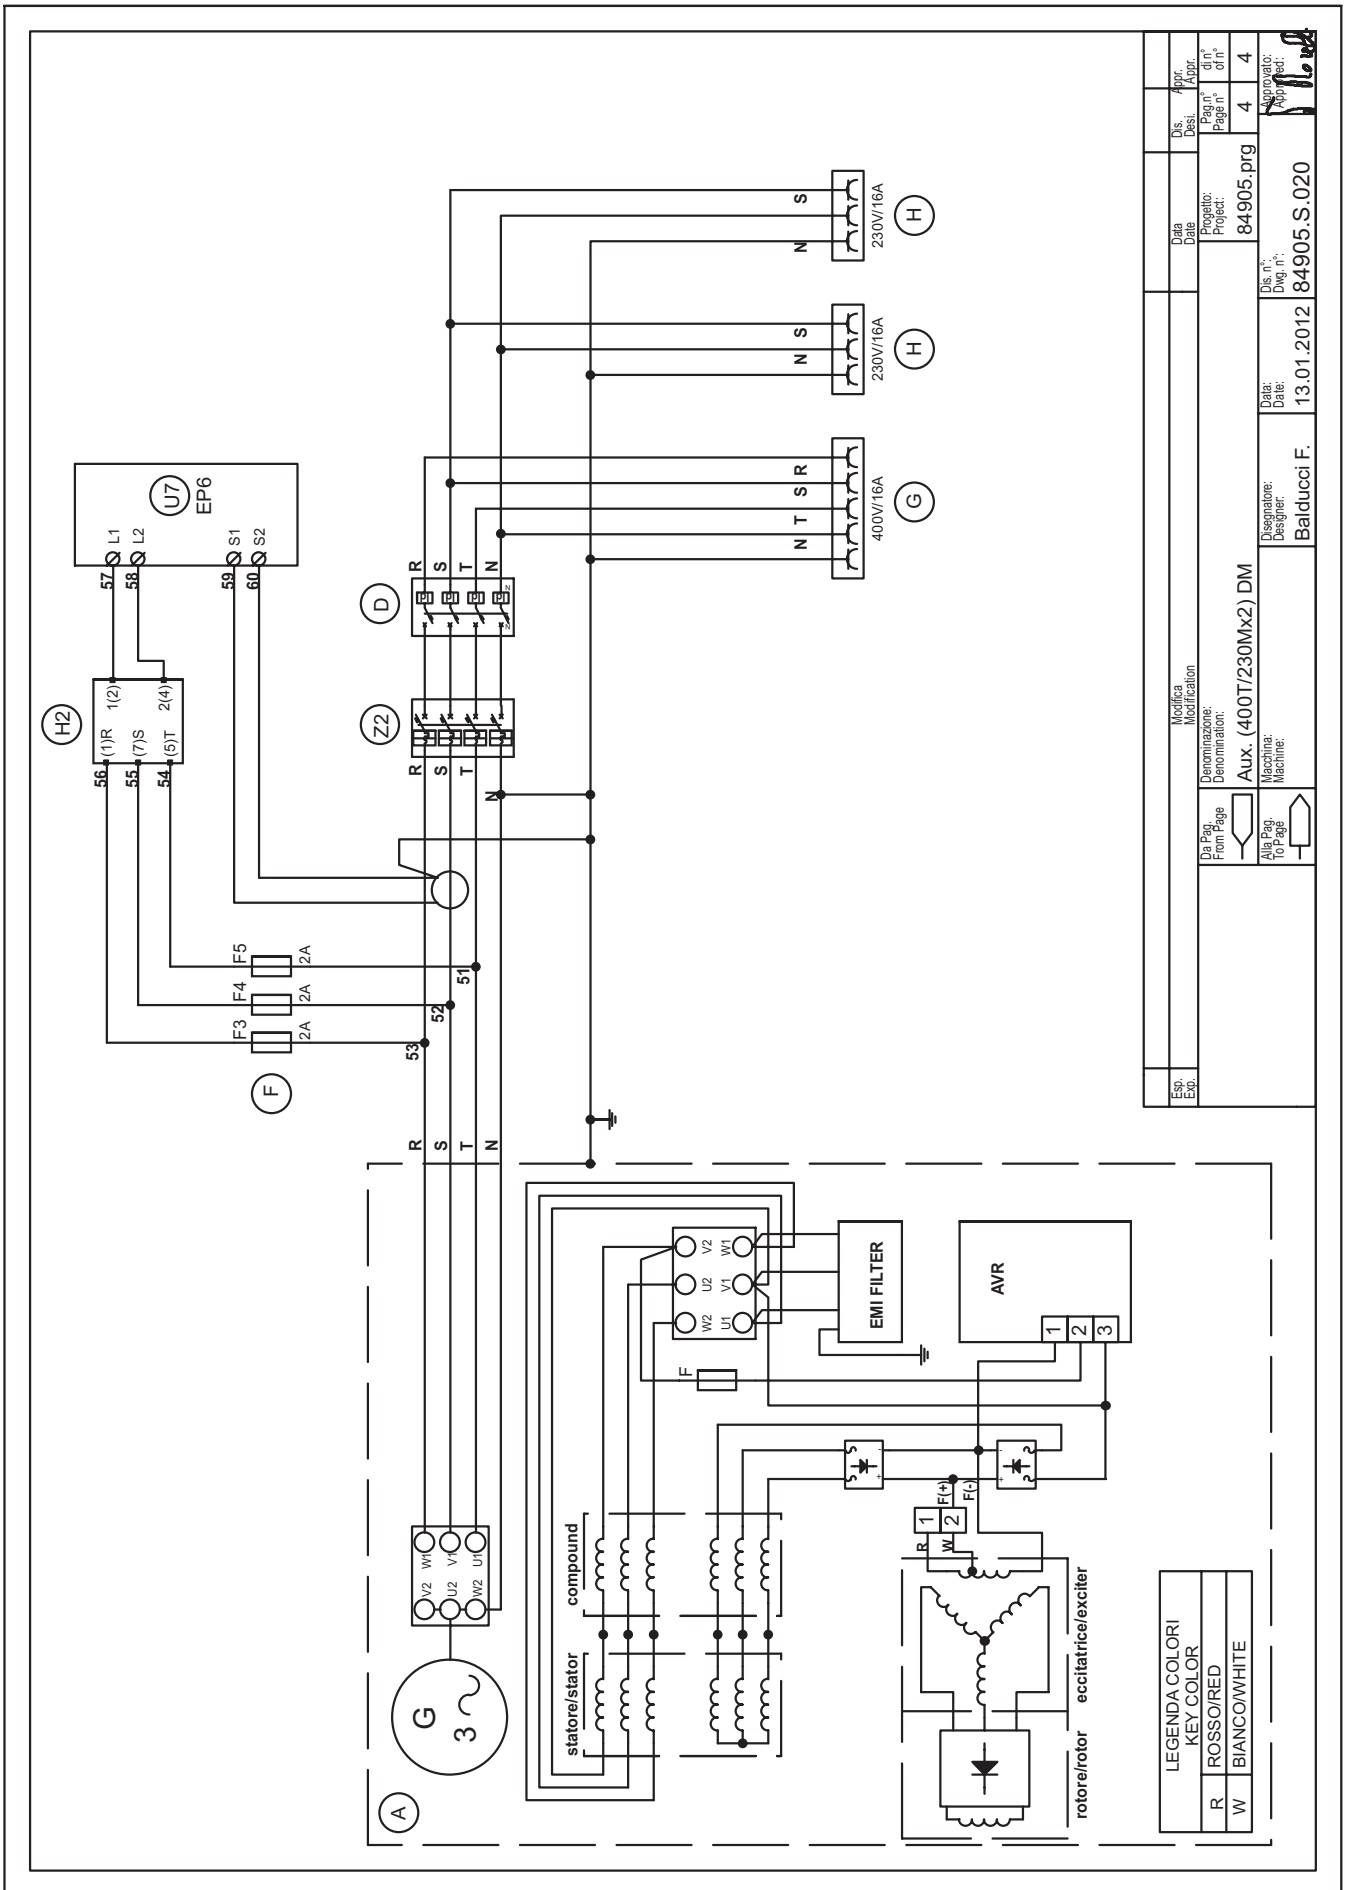 A
G
3
V2 W1
U2 V1
W2 U1
R
S
T
N
53
52
51
F
F3 2A
F4 2A
F5 2A
H2
56 (1)R
55 (7)S
54 (5)T
1(2)
2(4)
57 L1
58 L2
59 S1
60 S2
U7
EP6
Z2
R
S
T
N
D
N
N
R
S
T
N
N T S R
400V/16A
G
N S
230V/16A
H
N S
230V/16A
H
statore/stator
compound
W2 U2 V2
U1 V1 W1
F
EMI FILTER
AVR
1
2
3
+ -
+ -
F(+)
F(-)
1
2
R
W
rotore/rotor
eccitatrice/exciter
LEGENDA COLORI
KEY COLOR
R ROSSO/RED
W BIANCO/WHITE
Esp.
Exp.
Modifica
Modification
Data
Date
Dis.
Desi.
Appr.
Appr.
Da Pag.
From Page
Denominazione:
Denomination:
Aux. (400T/230Mx2) DM
Progetto:
Project:
84905.prg
Pag.n°
Page n°
4
di n°
of n°
4
Alla Pag.
To Page
Macchina:
Machine:
Disegnatore:
Designer:
Balducci F.
Data:
Date:
13.01.2012
Dis. n°:
Dwg. n°:
84905.S.020
Approvato:
Approved: